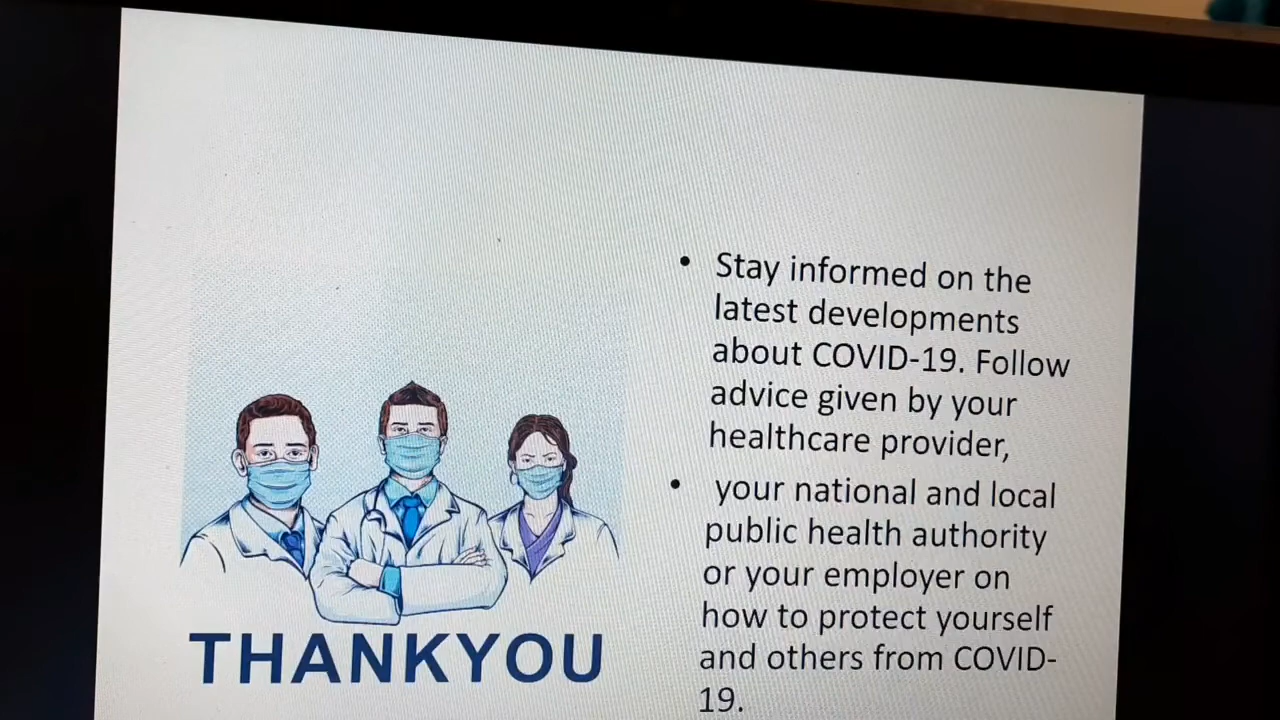 • Stay informed on the
latest developments
about COVID-19. Follow
advice given by your
healthcare provider,
• your national and local
public health authority
or your employer on
how to protect yourself
and others from COVID-
19.
THANKYOU